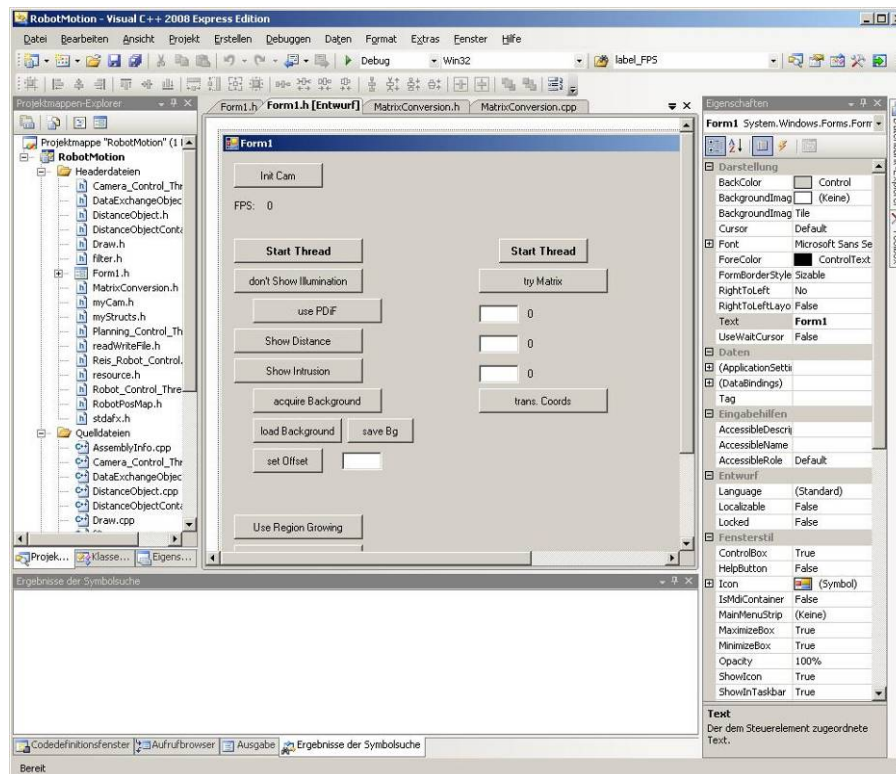 RobotMotion - Visual C++ 2008 Express Edition
Datei Bearbeiten Ansicht Projekt Erstellen Debuggen Daten Format Extras Fenster Hilfe
Debug Win32 label_FPS
Projektmappen-Explorer
Projektmappe "RobotMotion" (1
RobotMotion
Headerdateien
Camera_Control_Thr
DataExchangeObjec
DistanceObject.h
DistanceObjectConta
Draw.h
filter.h
Form1.h
MatrixConversion.h
myCam.h
myStructs.h
Planning_Control_Th
readWriteFile.h
Reis_Robot_Control.
resource.h
Robot_Control_Thre
RobotPosMap.h
stdafx.h
Quelldateien
AssemblyInfo.cpp
Camera_Control_Thr
DataExchangeObjec
DistanceObject.cpp
DistanceObjectConta
Draw.cpp
Projek... Klasse... Eigens...
Form1.h Form1.h [Entwurf] MatrixConversion.h MatrixConversion.cpp
Form1
Init Cam
FPS: 0
Start Thread Start Thread
don't Show Illumination try Matrix
use PDiF 0
Show Distance 0
Show Intrusion 0
acquire Background trans. Coords
load Background save Bg
set Offset
Use Region Growing
Eigenschaften
Form1 System.Windows.Forms.Form
Darstellung
BackColor Control
BackgroundImag (Keine)
BackgroundImag Tile
Cursor Default
Font Microsoft Sans Se
ForeColor ControlText
FormBorderStyle Sizable
RightToLeft No
RightToLeftLayo False
Text Form1
UseWaitCursor False
Daten
(ApplicationSetti
(DataBindings)
Tag
Eingabehilfen
AccessibleDescri
AccessibleName
AccessibleRole Default
Entwurf
Language (Standard)
Localizable False
Locked False
Fensterstil
ControlBox True
HelpButton False
Icon (Symbol)
IsMdiContainer False
MainMenuStrip (Keine)
MaximizeBox True
MinimizeBox True
Opacity 100%
ShowIcon True
ShowInTaskbar True
Text
Der dem Steuerelement zugeordnete
Text.
Ergebnisse der Symbolsuche
Codedefinitionsfenster Aufrufbrowser Ausgabe Ergebnisse der Symbolsuche
Bereit